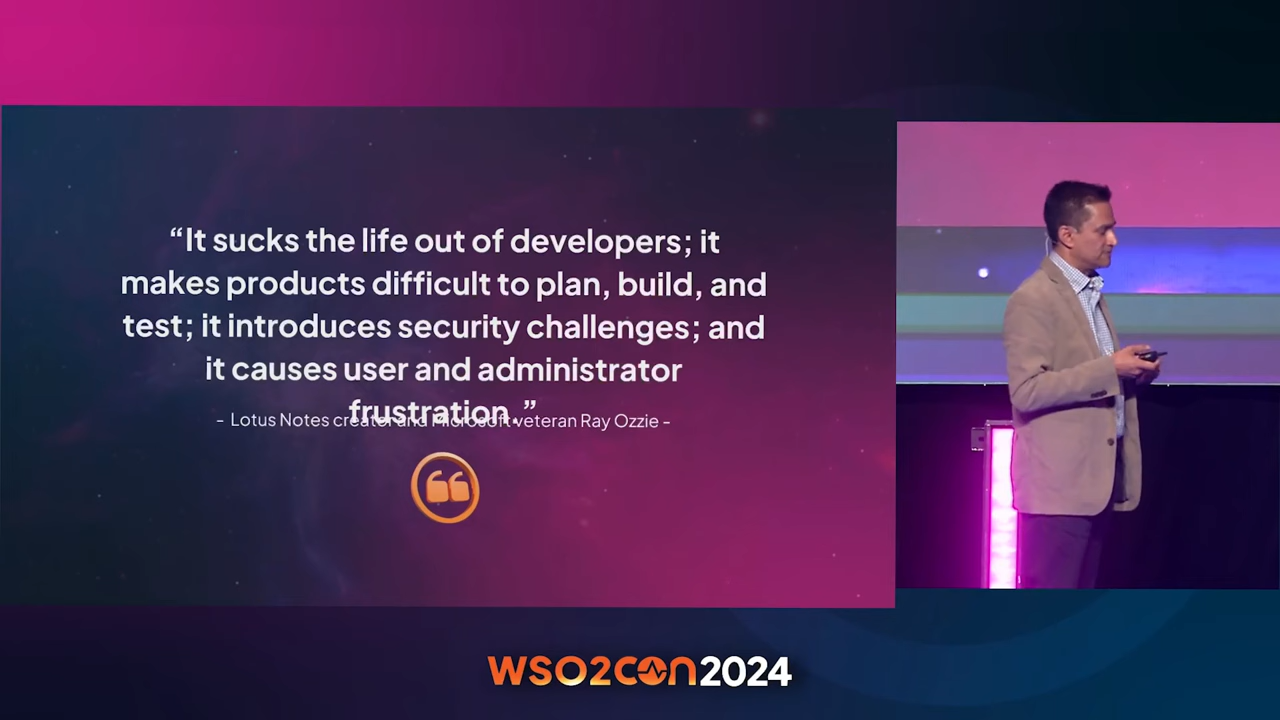 “It sucks the life out of developers; it
makes products difficult to plan, build, and
test; it introduces security challenges; and
it causes user and administrator
frustration.”
- Lotus Notes creator and Microsoft veteran Ray Ozzie -
WSO2CON2024